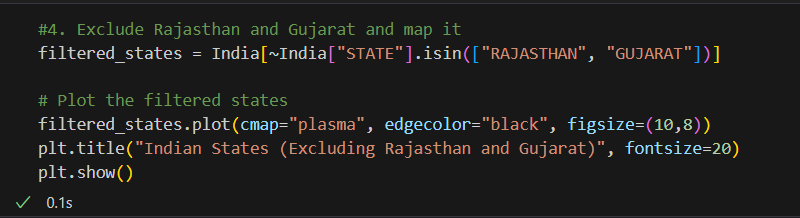 #4. Exclude Rajasthan and Gujarat and map it
filtered_states = India[~India["STATE"].isin(["RAJASTHAN", "GUJARAT"])]
# Plot the filtered states
filtered_states.plot(cmap="plasma", edgecolor="black", figsize=(10,8))
plt.title("Indian States (Excluding Rajasthan and Gujarat)", fontsize=20)
plt.show()
0.1s